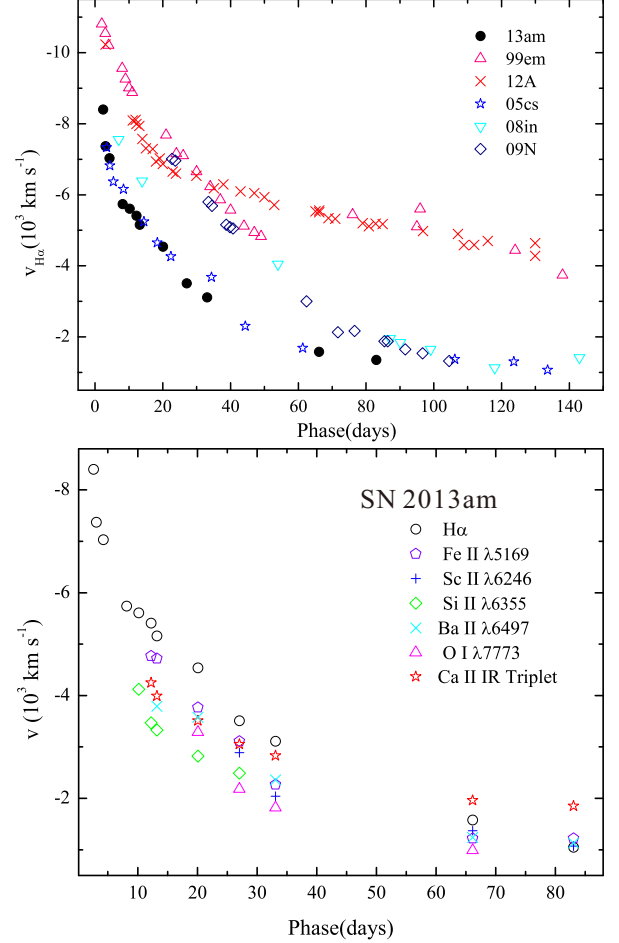 -10
-8
-6
-4
-2
v_Hα(10³ km s⁻¹)
13am
99em
12A
05cs
08in
09N
0 20 40 60 80 100 120 140
Phase(days)
-8
-6
-4
-2
v (10³ km s⁻¹)
SN 2013am
Hα
Fe II λ5169
Sc II λ6246
Si II λ6355
Ba II λ6497
O I λ7773
Ca II IR Triplet
10 20 30 40 50 60 70 80
Phase(days)